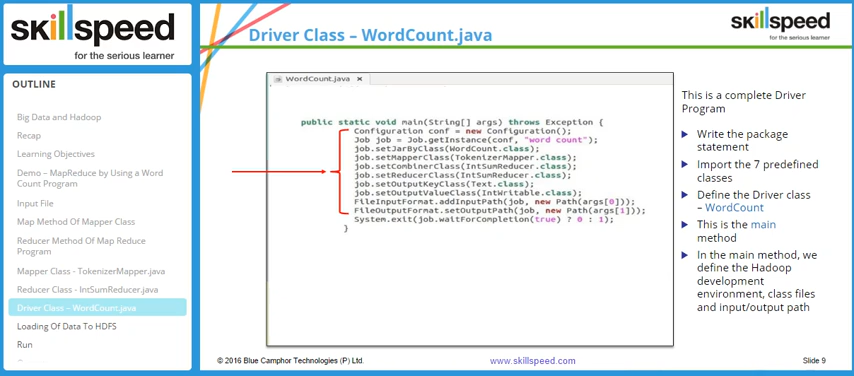 skillspeed
for the serious learner
OUTLINE
Big Data and Hadoop
Recap
Learning Objectives
Demo – MapReduce by Using a Word
Count Program
Input File
Map Method Of Mapper Class
Reducer Method Of Map Reduce
Program
Mapper Class - TokenizerMapper.java
Reducer Class - IntSumReducer.java
Driver Class – WordCount.java
Loading Of Data To HDFS
Run
Driver Class – WordCount.java
skillspeed
for the serious learner
WordCount.java
public static void main(String[] args) throws Exception {
Configuration conf = new Configuration();
Job job = Job.getInstance(conf, "word count");
job.setJarByClass(WordCount.class);
job.setMapperClass(TokenizerMapper.class);
job.setCombinerClass(IntSumReducer.class);
job.setReducerClass(IntSumReducer.class);
job.setOutputKeyClass(Text.class);
job.setOutputValueClass(IntWritable.class);
FileInputFormat.addInputPath(job, new Path(args[0]));
FileOutputFormat.setOutputPath(job, new Path(args[1]));
System.exit(job.waitForCompletion(true) ? 0 : 1);
}
This is a complete Driver
Program
Write the package
statement
Import the 7 predefined
classes
Define the Driver class
– WordCount
This is the main
method
In the main method, we
define the Hadoop
development
environment, class files
and input/output path
© 2016 Blue Camphor Technologies (P) Ltd.
www.skillspeed.com
Slide 9